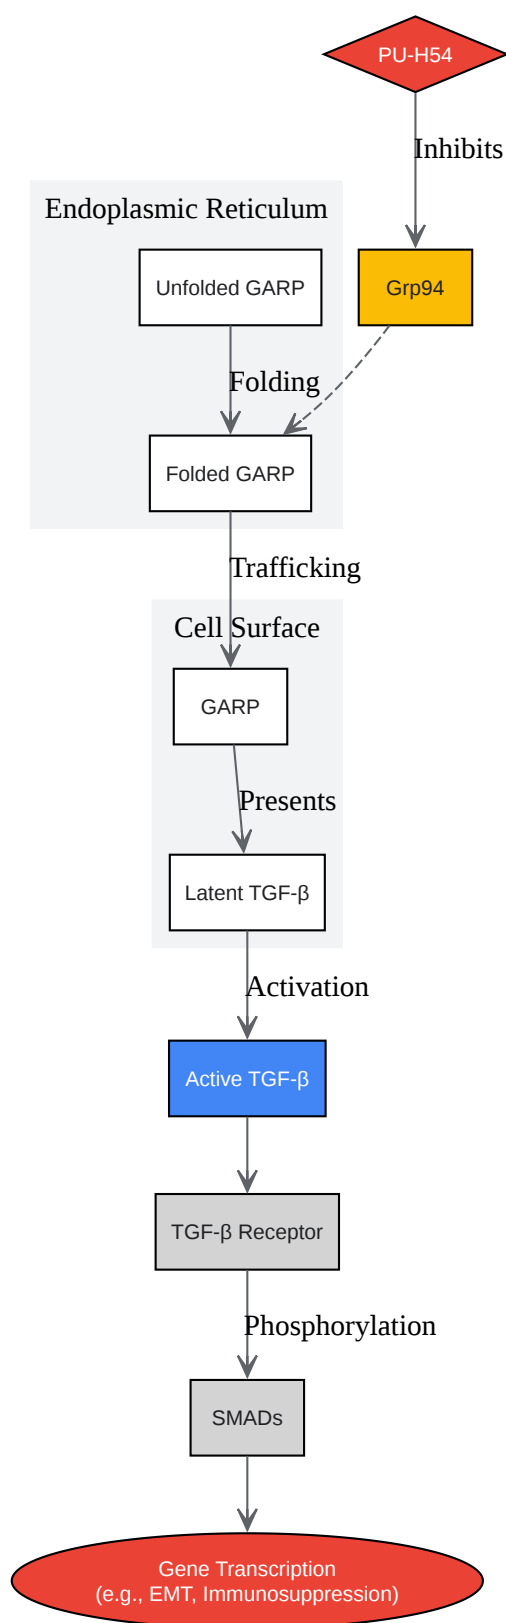 PU-H54
Inhibits
Endoplasmic Reticulum
Unfolded GARP
Grp94
Folding
Folded GARP
Trafficking
Cell Surface
GARP
Presents
Latent TGF-β
Activation
Active TGF-β
TGF-β Receptor
Phosphorylation
SMADs
Gene Transcription
(e.g., EMT, Immunosuppression)